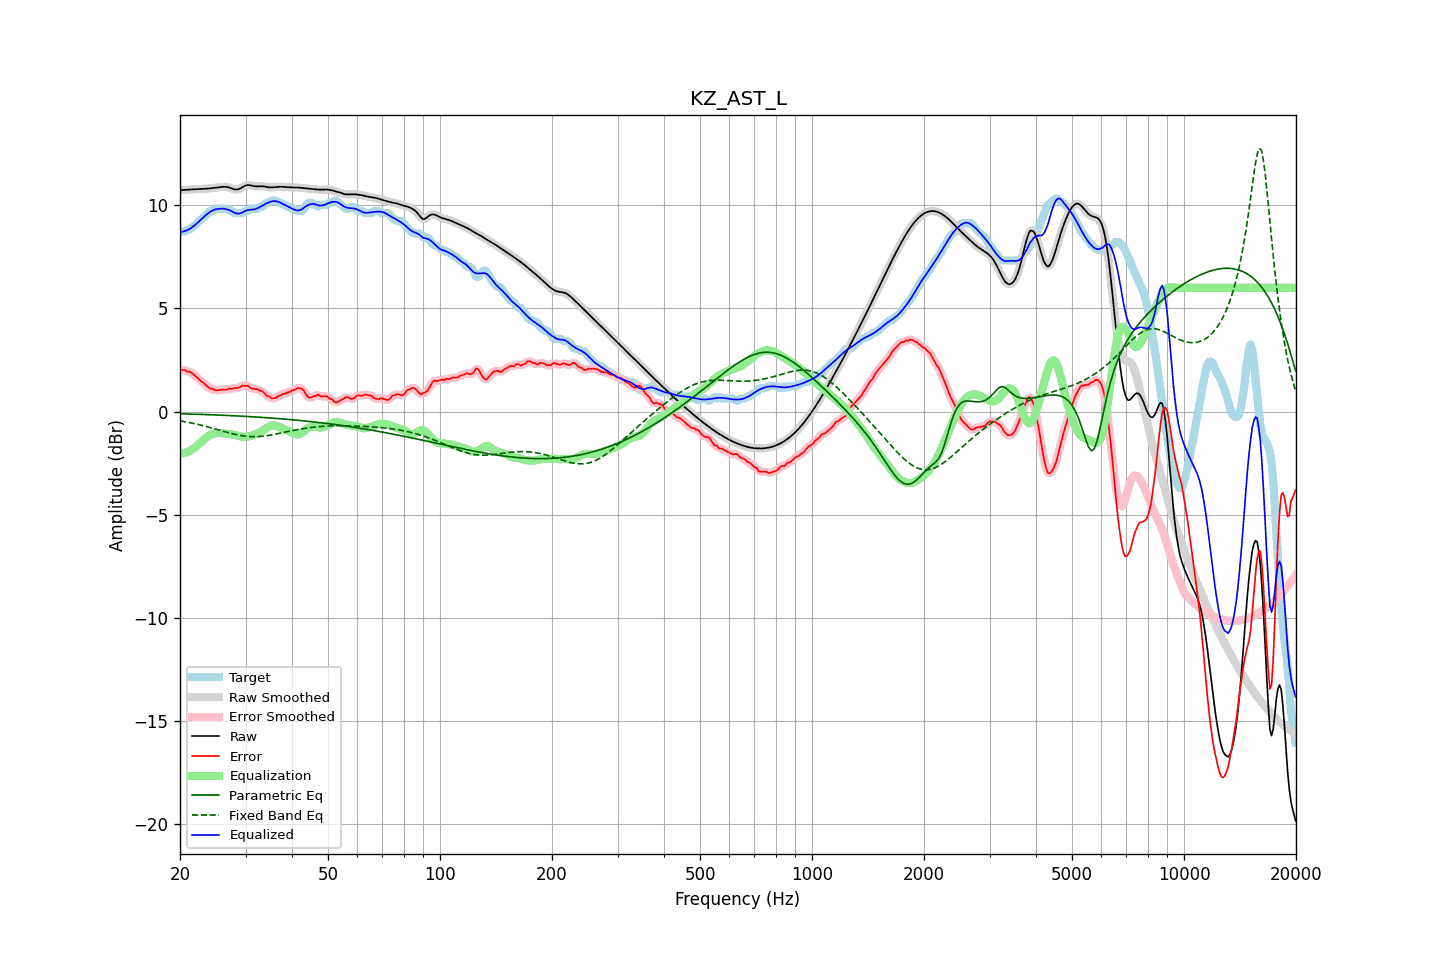 KZ_AST_L
Amplitude (dBr)
10
5
0
−5
−10
−15
−20
Target
Raw Smoothed
Error Smoothed
Raw
Error
Equalization
Parametric Eq
Fixed Band Eq
Equalized
20 50 100 200 500 1000 2000 5000 10000 20000
Frequency (Hz)